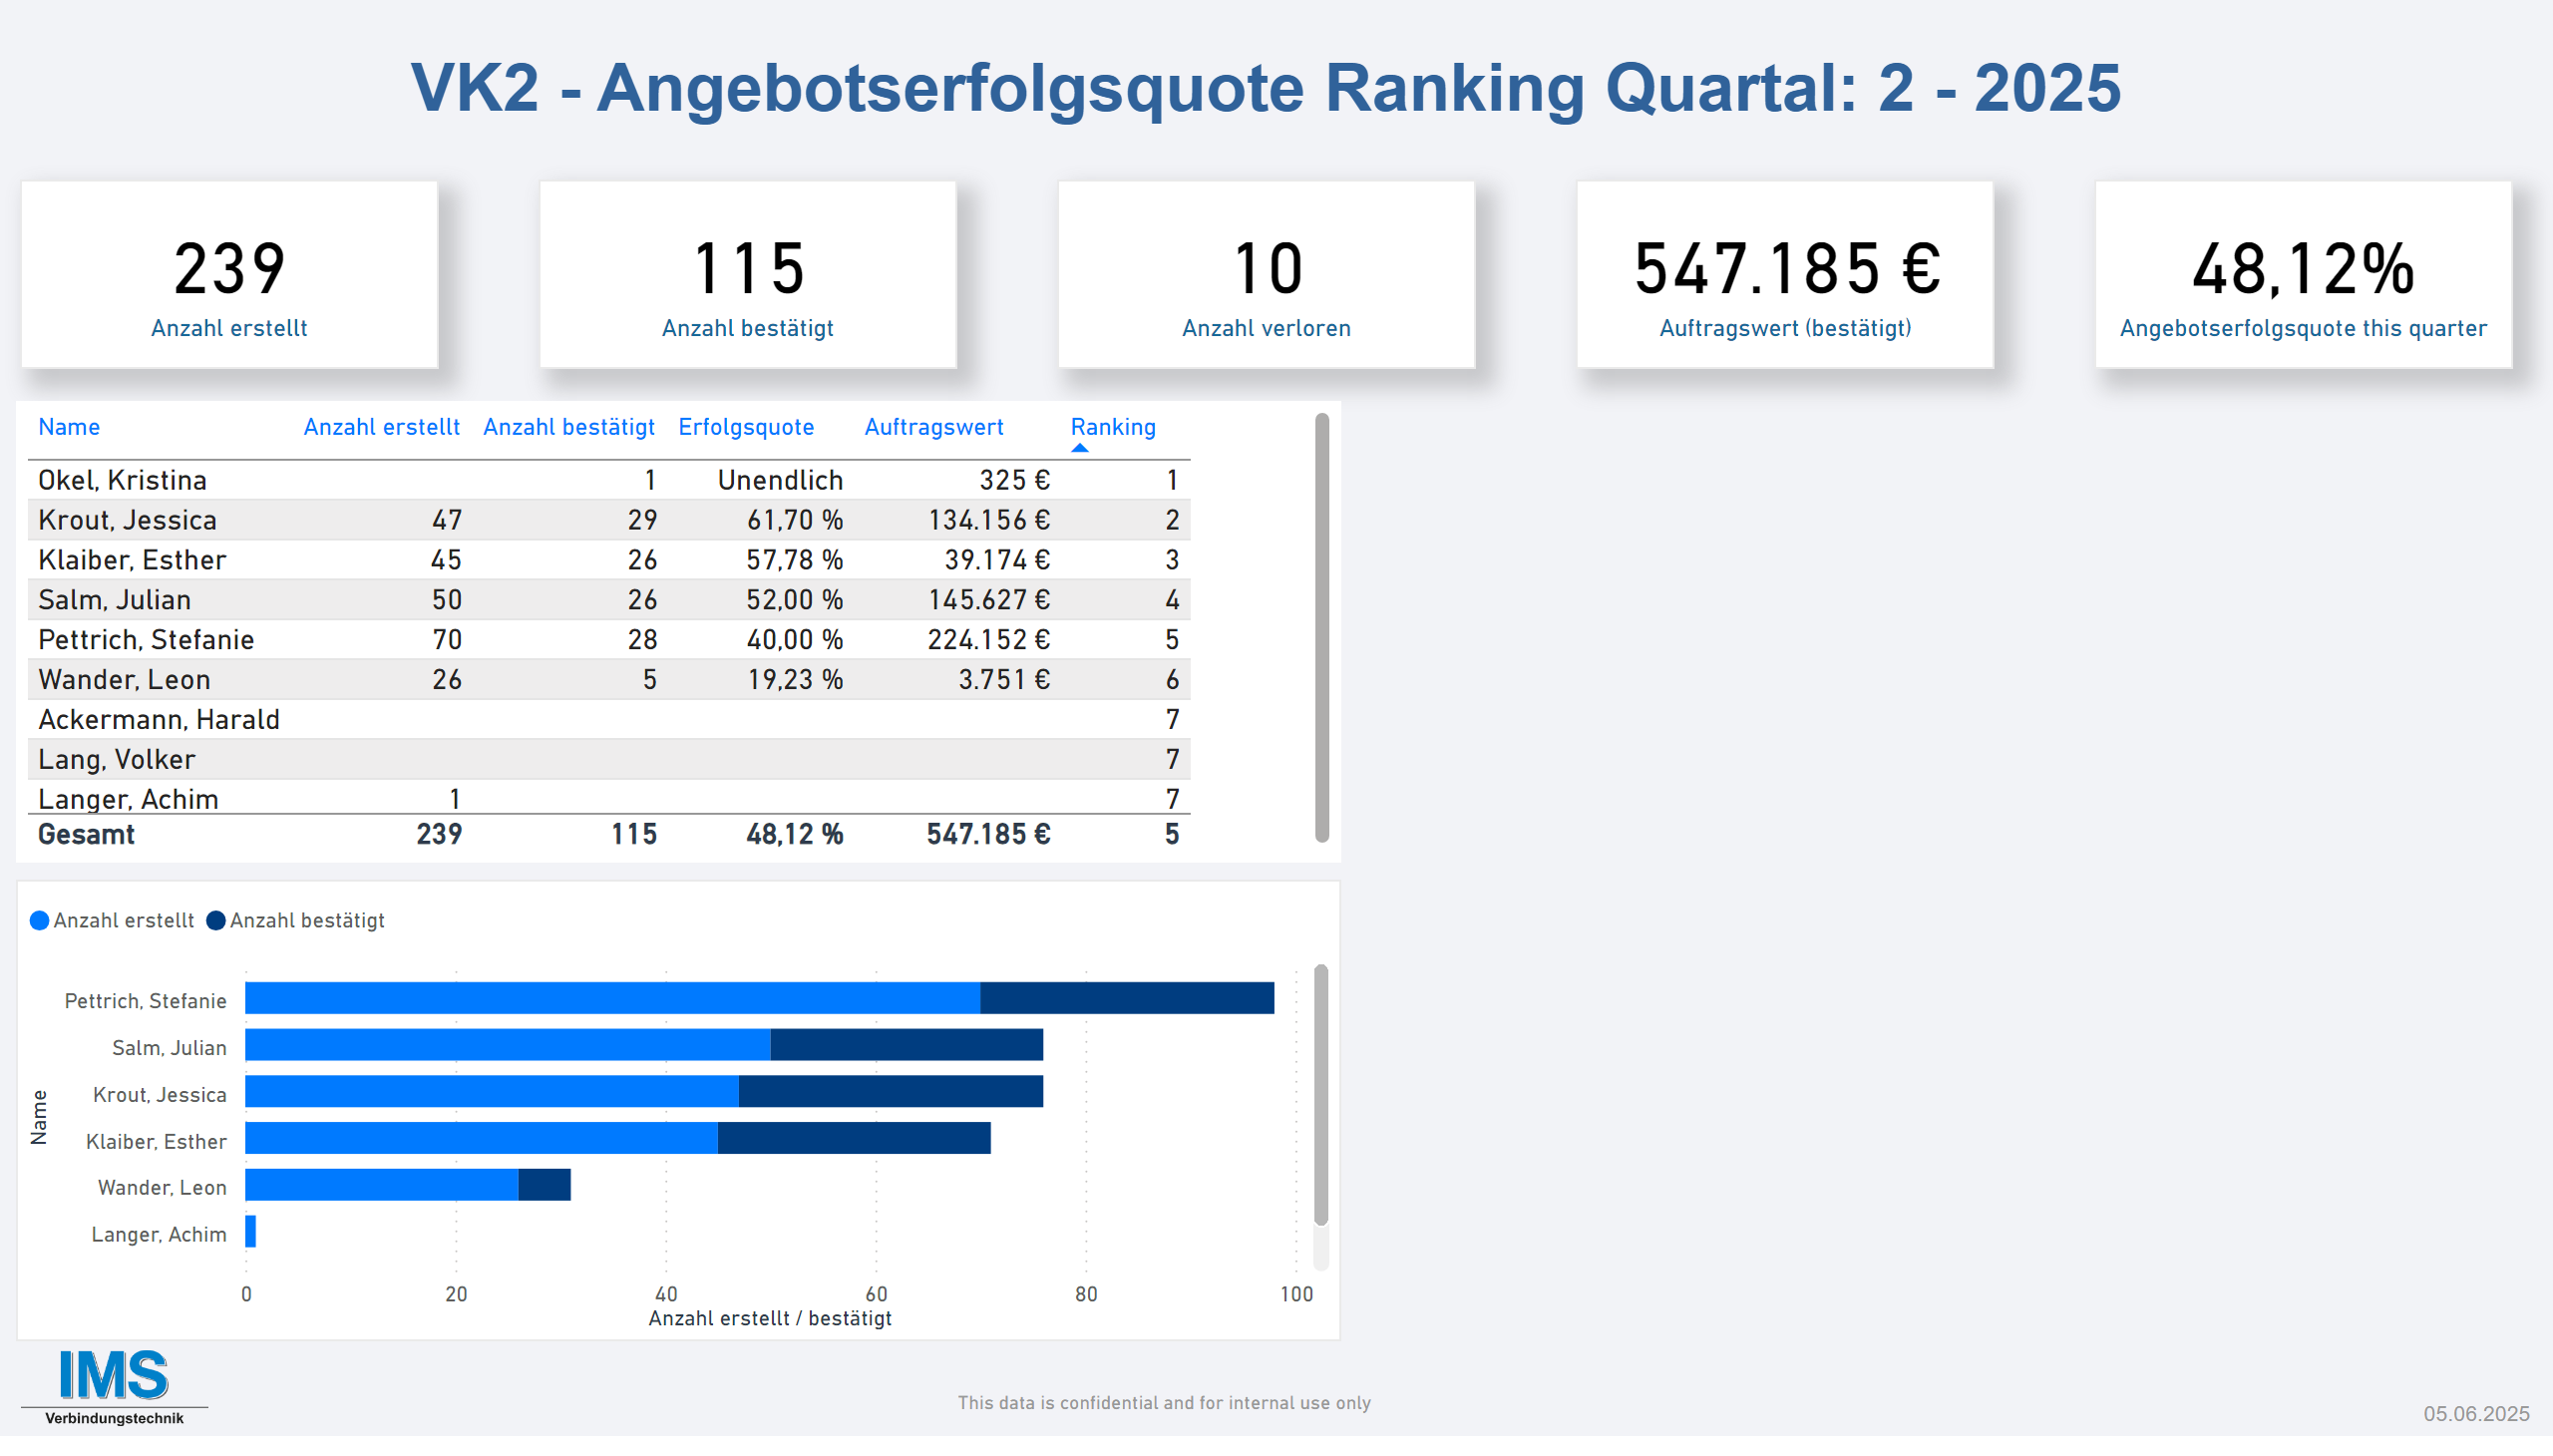 VK2 - Angebotserfolgsquote Ranking Quartal: 2 - 2025
239
Anzahl erstellt
115
Anzahl bestätigt
10
Anzahl verloren
547.185 €
Auftragswert (bestätigt)
48,12%
Angebotserfolgsquote this quarter
Name Anzahl erstellt Anzahl bestätigt Erfolgsquote Auftragswert Ranking
Okel, Kristina 1 Unendlich 325 € 1
Krout, Jessica 47 29 61,70 % 134.156 € 2
Klaiber, Esther 45 26 57,78 % 39.174 € 3
Salm, Julian 50 26 52,00 % 145.627 € 4
Pettrich, Stefanie 70 28 40,00 % 224.152 € 5
Wander, Leon 26 5 19,23 % 3.751 € 6
Ackermann, Harald 7
Lang, Volker 7
Langer, Achim 1 7
Gesamt 239 115 48,12 % 547.185 € 5
Anzahl erstellt Anzahl bestätigt
Name
Pettrich, Stefanie
Salm, Julian
Krout, Jessica
Klaiber, Esther
Wander, Leon
Langer, Achim
0 20 40 60 80 100
Anzahl erstellt / bestätigt
IMS
Verbindungstechnik
This data is confidential and for internal use only
05.06.2025